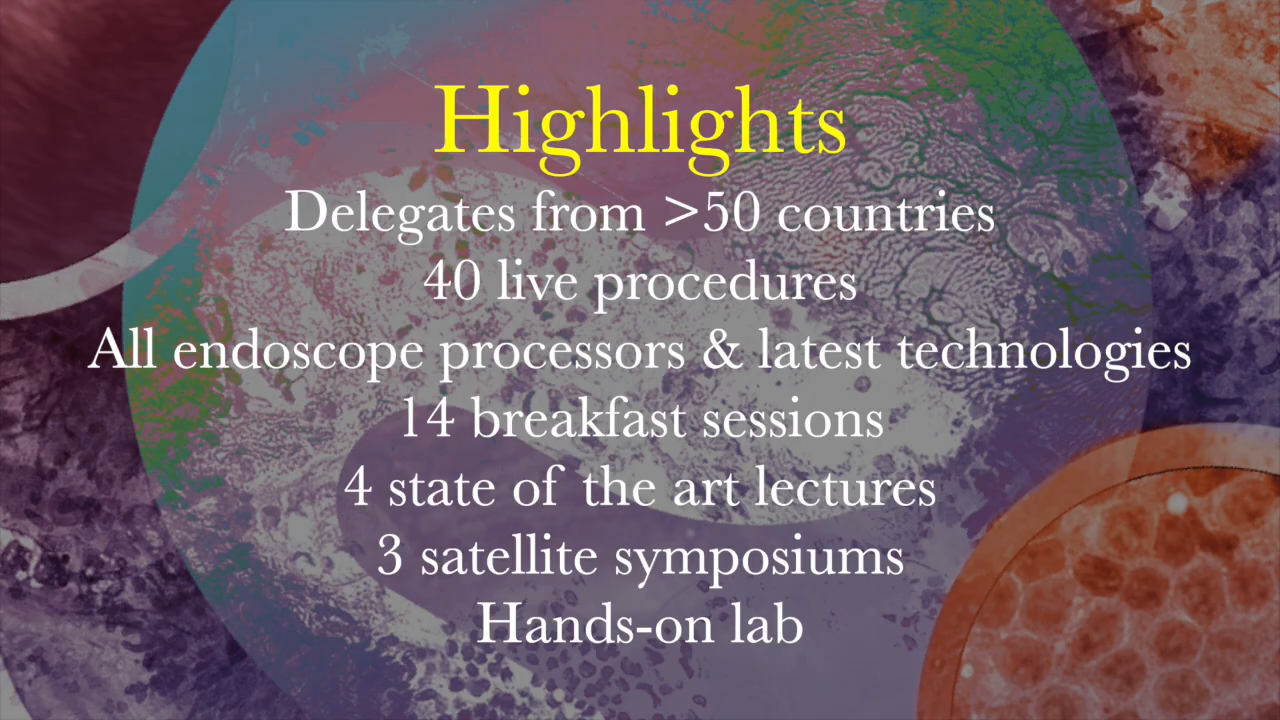 Highlights
Delegates from >50 countries
40 live procedures
All endoscope processors & latest technologies
14 breakfast sessions
4 state of the art lectures
3 satellite symposiums
Hands-on lab